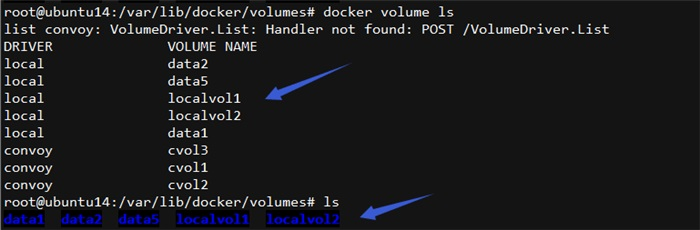 root@ubuntu14:/var/lib/docker/volumes# docker volume ls
list convoy: VolumeDriver.List: Handler not found: POST /VolumeDriver.List
DRIVER              VOLUME NAME
local               data2
local               data5
local               localvol1
local               localvol2
local               data1
convoy              cvol3
convoy              cvol1
convoy              cvol2
root@ubuntu14:/var/lib/docker/volumes# ls
data1  data2  data5  localvol1  localvol2